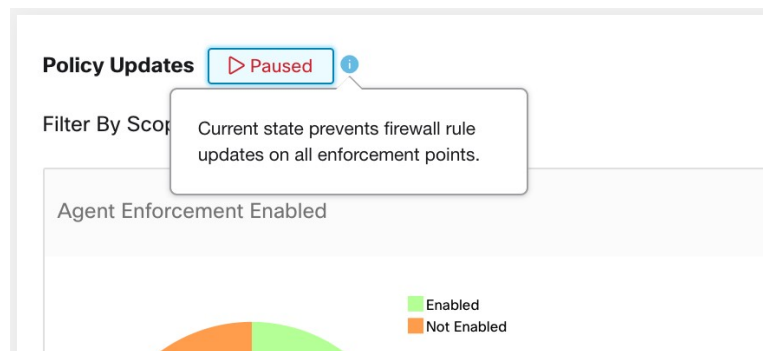 Policy Updates Paused
Filter By Scop
Current state prevents firewall rule
updates on all enforcement points.
Agent Enforcement Enabled
Enabled
Not Enabled